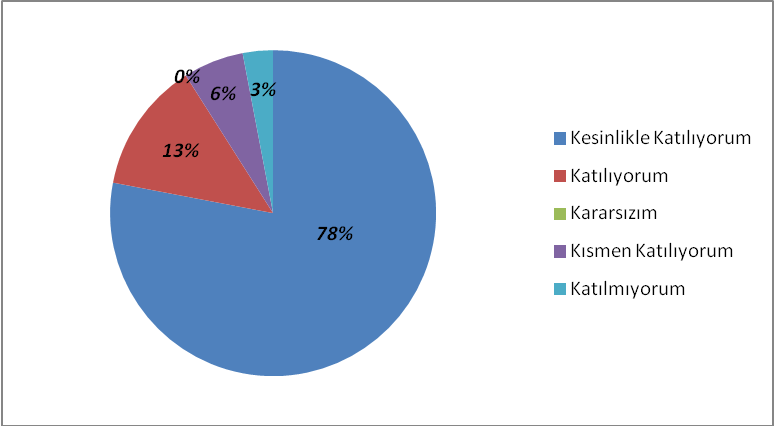 0%
6%
3%
13%
78%
Kesinlikle Katılıyorum
Katılıyorum
Kararsızım
Kısmen Katılıyorum
Katılmıyorum